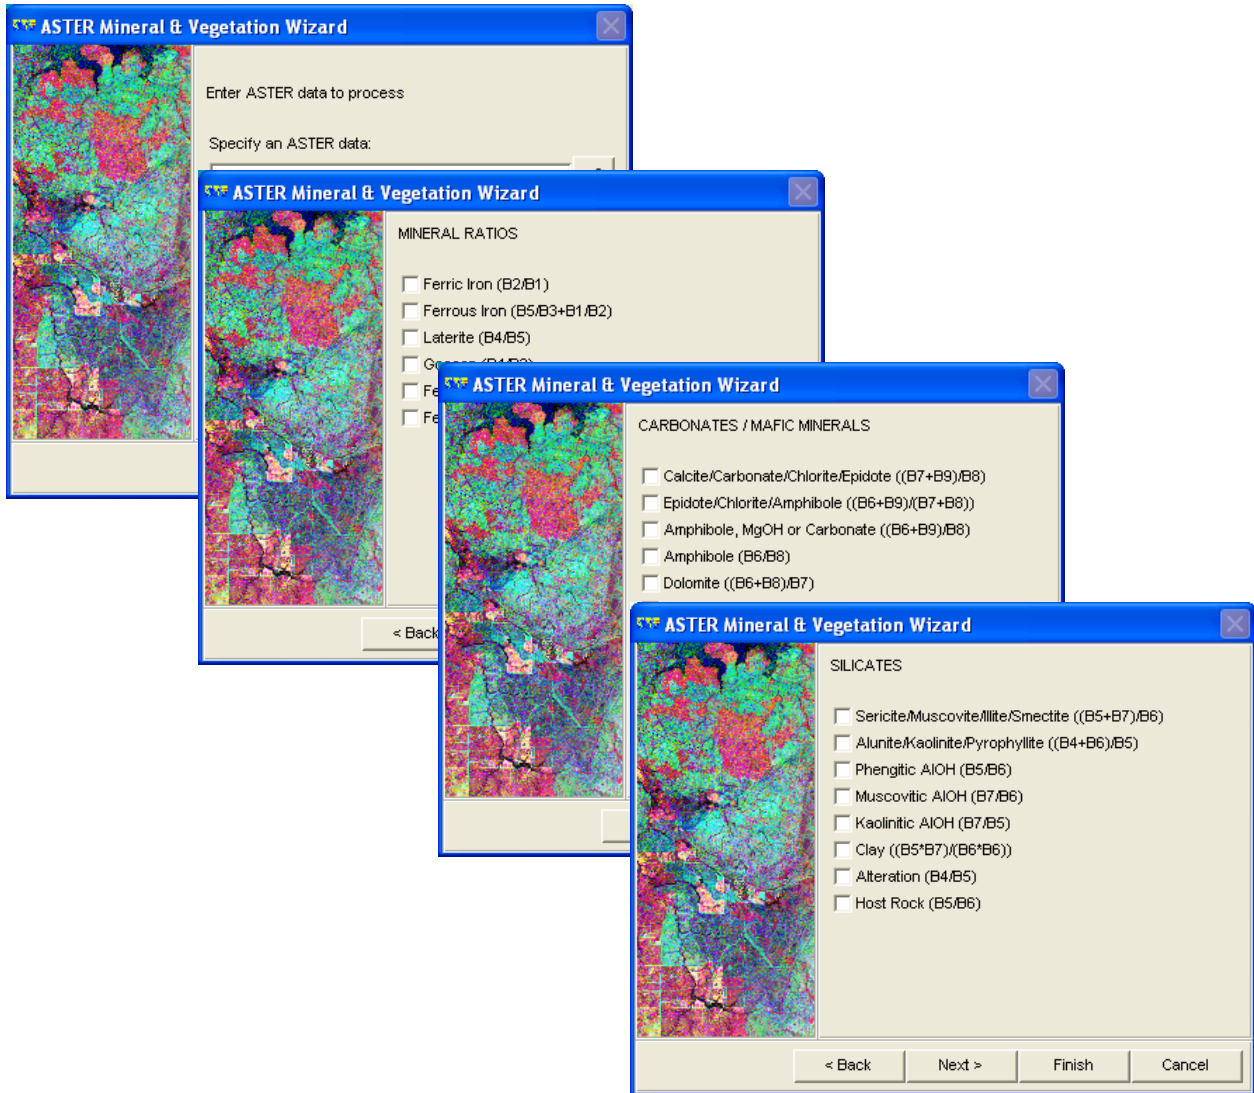 ASTER Mineral & Vegetation Wizard
Enter ASTER data to process
Specify an ASTER data:
ASTER Mineral & Vegetation Wizard
MINERAL RATIOS
Ferric Iron (B2/B1)
Ferrous Iron (B5/B3+B1/B2)
Laterite (B4/B5)
Fe
Fe
< Back
ASTER Mineral & Vegetation Wizard
CARBONATES / MAFIC MINERALS
Calcite/Carbonate/Chlorite/Epidote ((B7+B9)/B8)
Epidote/Chlorite/Amphibole ((B6+B9)/(B7+B8))
Amphibole, MgOH or Carbonate ((B6+B9)/B8)
Amphibole (B6/B8)
Dolomite ((B6+B8)/B7)
ASTER Mineral & Vegetation Wizard
SILICATES
Sericite/Muscovite/Illite/Smectite ((B5+B7)/B6)
Alunite/Kaolinite/Pyrophyllite ((B4+B6)/B5)
Phengitic AlOH (B5/B6)
Muscovitic AlOH (B7/B6)
Kaolinitic AlOH (B7/B5)
Clay ((B5*B7)/(B6*B6))
Alteration (B4/B5)
Host Rock (B5/B6)
< Back Next > Finish Cancel